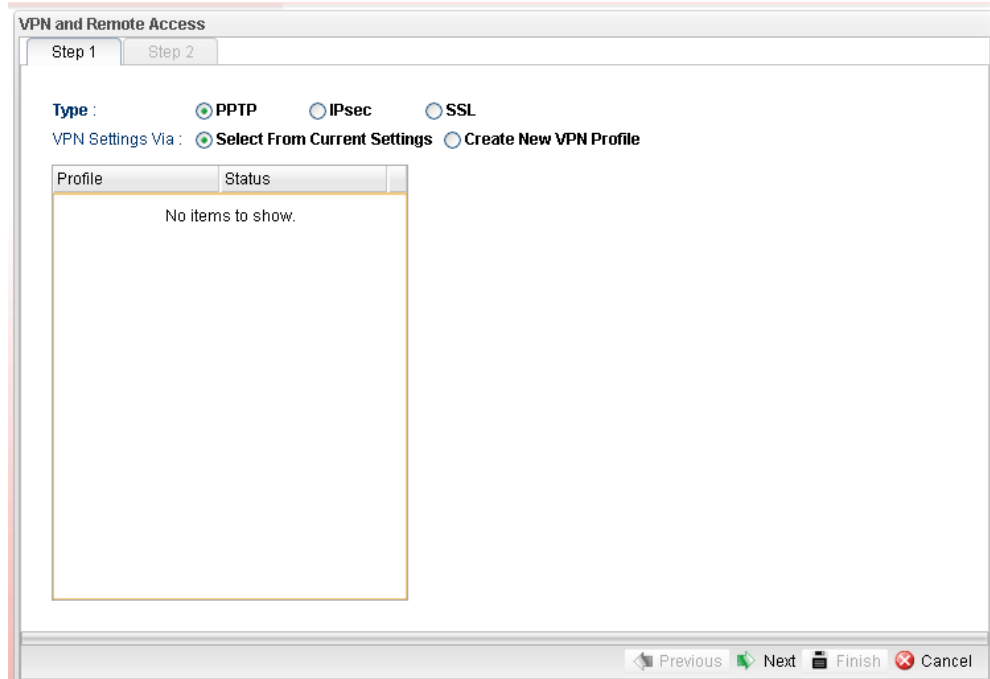 VPN and Remote Access
Step 1 Step 2
Type : PPTP IPsec SSL
VPN Settings Via : Select From Current Settings Create New VPN Profile
Profile Status
No items to show.
Previous Next Finish Cancel